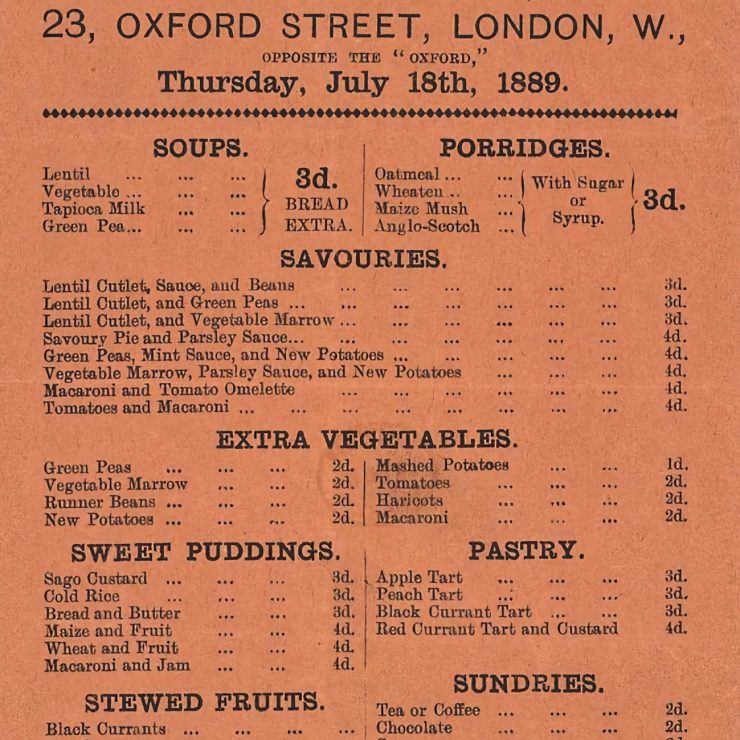 23, OXFORD STREET, LONDON, W.,
OPPOSITE THE "OXFORD,"
Thursday, July 18th, 1889.
SOUPS.
Lentil ... ... ...
Vegetable ... ... ...
Tapioca Milk ... ...
Green Pea... ... ...
3d.
BREAD
EXTRA.
PORRIDGES.
Oatmeal ... ...
Wheaten .. ...
Maize Mush ...
Anglo-Scotch ...
With Sugar
or
Syrup.
3d.
SAVOURIES.
Lentil Cutlet, Sauce, and Beans ... ... ... ... ... ... 3d.
Lentil Cutlet, and Green Peas ... ... ... ... ... ... ... 3d.
Lentil Cutlet, and Vegetable Marrow ... ... ... ... ... ... 3d.
Savoury Pie and Parsley Sauce... ... ... ... ... ... ... 4d.
Green Peas, Mint Sauce, and New Potatoes ... ... ... ... ... 4d.
Vegetable Marrow, Parsley Sauce, and New Potatoes ... ... ... ... 4d.
Macaroni and Tomato Omelette ... ... ... ... ... ... 4d.
Tomatoes and Macaroni ... ... ... ... ... ... ... ... 4d.
EXTRA VEGETABLES.
Green Peas ... ... ... 2d.
Vegetable Marrow ... ... 2d.
Runner Beans ... ... ... 2d.
New Potatoes ... ... ... 2d.
Mashed Potatoes ... ... ... 1d.
Tomatoes ... ... ... ... 2d.
Haricots ... ... ... ... 2d.
Macaroni ... ... ... ... 2d.
SWEET PUDDINGS.
Sago Custard ... ... ... 3d.
Cold Rice ... ... ... 3d.
Bread and Butter ... ... 3d.
Maize and Fruit ... ... 4d.
Wheat and Fruit ... ... 4d.
Macaroni and Jam ... ... 4d.
PASTRY.
Apple Tart ... ... ... 3d.
Peach Tart ... ... ... 3d.
Black Currant Tart ... ... 3d.
Red Currant Tart and Custard 4d.
STEWED FRUITS.
Black Currants ... ... ... ...
SUNDRIES.
Tea or Coffee ... ... ... 2d.
Chocolate ... ... ... 2d.